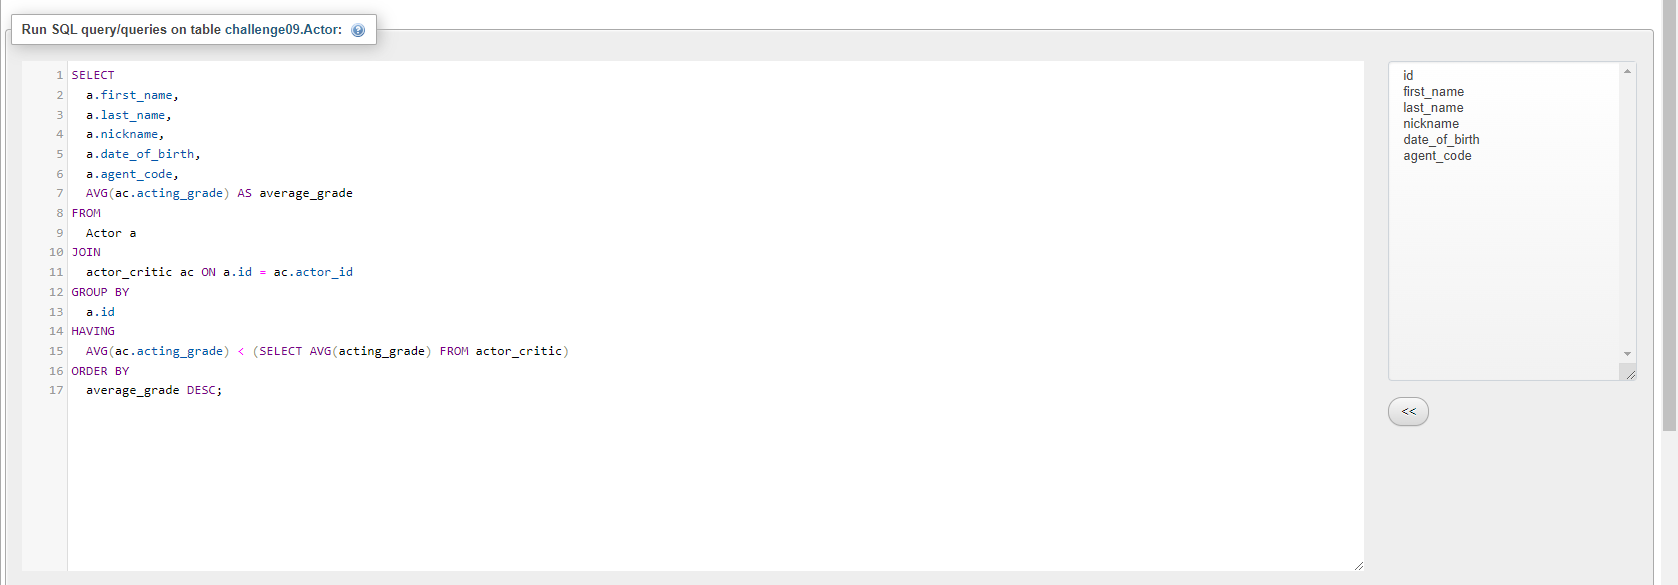 Run SQL query/queries on table challenge09.Actor:
1 SELECT
2 a.first_name,
3 a.last_name,
4 a.nickname,
5 a.date_of_birth,
6 a.agent_code,
7 AVG(ac.acting_grade) AS average_grade
8 FROM
9 Actor a
10 JOIN
11 actor_critic ac ON a.id = ac.actor_id
12 GROUP BY
13 a.id
14 HAVING
15 AVG(ac.acting_grade) < (SELECT AVG(acting_grade) FROM actor_critic)
16 ORDER BY
17 average_grade DESC;
id
first_name
last_name
nickname
date_of_birth
agent_code
<<